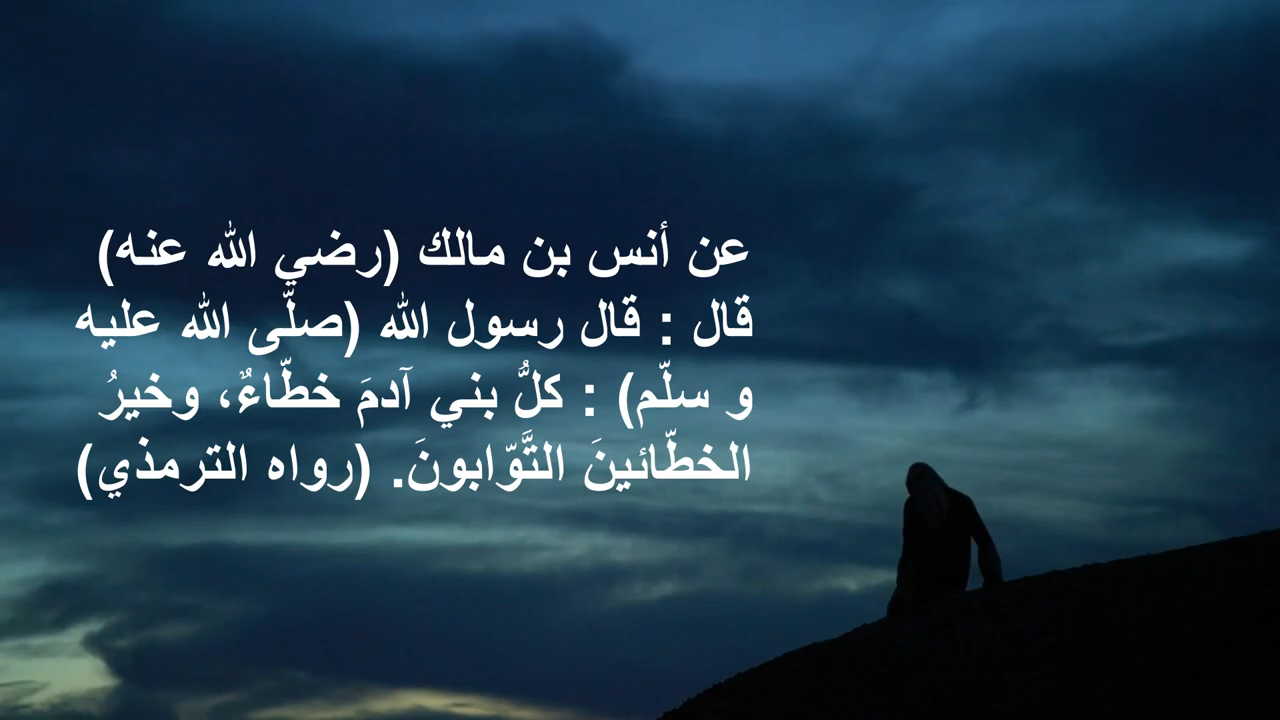 عن أنس بن مالك (رضي الله عنه)
قال : قال رسول الله (صلّى الله عليه
و سلّم) : كلُّ بني آدمَ خطّاءٌ، وخيرُ
الخطّائينَ التَّوّابونَ. (رواه الترمذي)